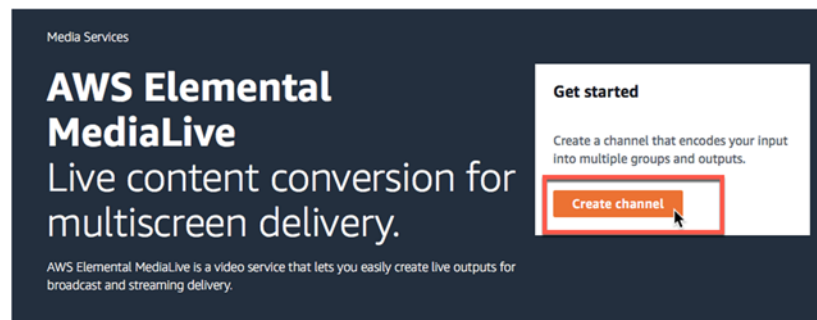 Media Services
AWS Elemental
MediaLive
Live content conversion for
multiscreen delivery.
AWS Elemental MediaLive is a video service that lets you easily create live outputs for
broadcast and streaming delivery.
Get started
Create a channel that encodes your input
into multiple groups and outputs.
Create channel